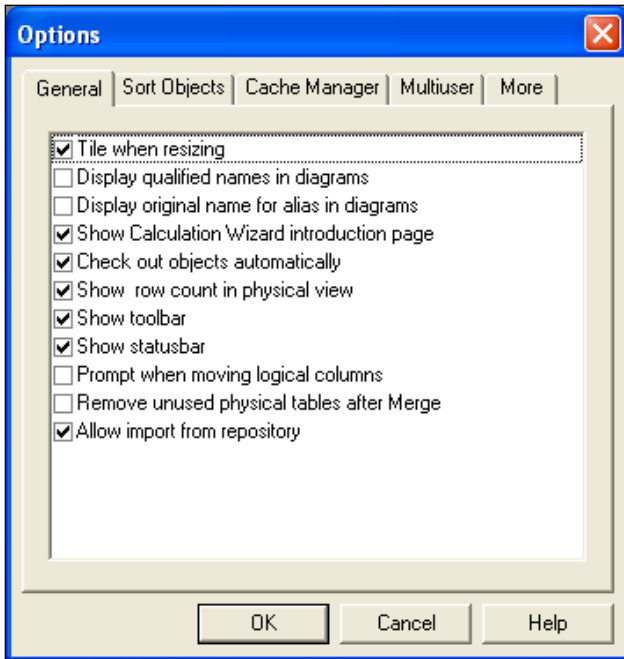 Options
General Sort Objects Cache Manager Multiuser More
Tile when resizing
Display qualified names in diagrams
Display original name for alias in diagrams
Show Calculation Wizard introduction page
Check out objects automatically
Show  row count in physical view
Show toolbar
Show statusbar
Prompt when moving logical columns
Remove unused physical tables after Merge
Allow import from repository
OK Cancel Help